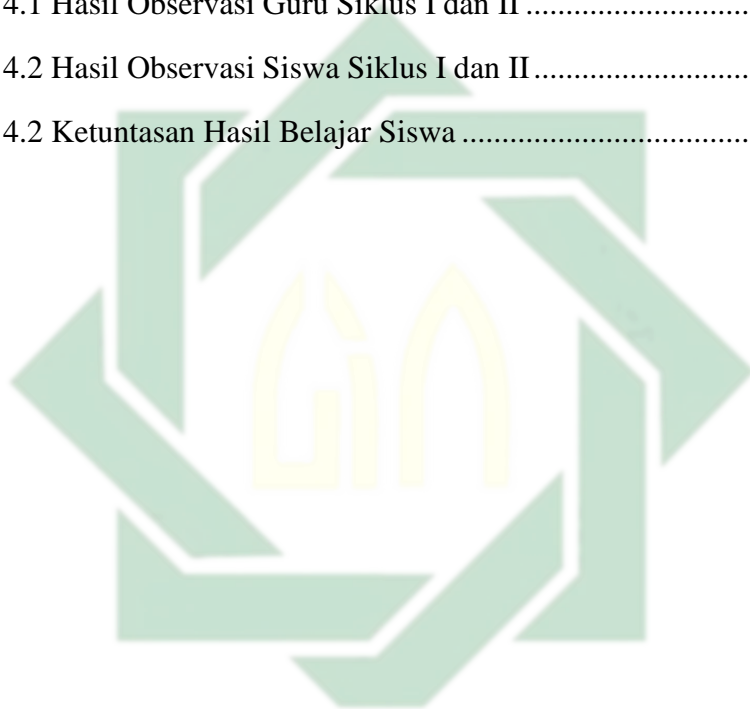 4.1 Hasil Observasi Guru Siklus I dan II ............................
4.2 Hasil Observasi Siswa Siklus I dan II ...........................
4.2 Ketuntasan Hasil Belajar Siswa ....................................